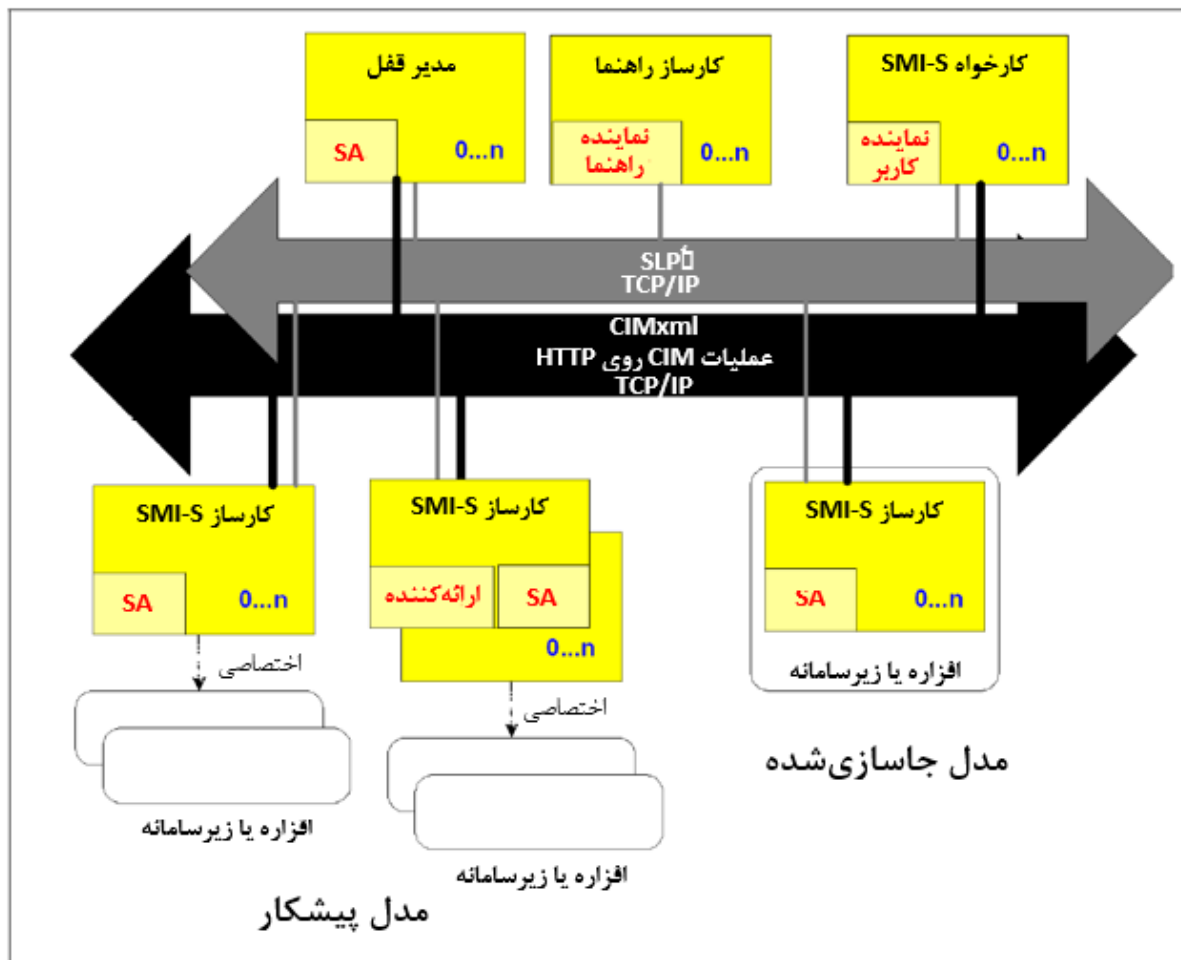 کارخواه SMI-S
نماینده
کاربر
0...n
کارساز راهنما
نماینده
راهنما
0...n
مدیر قفل
SA
0...n
SLP
TCP/IP
CIMxml
عملیات CIM روی HTTP
TCP/IP
کارساز SMI-S
SA
0...n
افزاره یا زیرسامانه
مدل جاسازی‌شده
کارساز SMI-S
ارائه‌کننده
SA
0...n
اختصاصی
افزاره یا زیرسامانه
کارساز SMI-S
SA
0...n
اختصاصی
افزاره یا زیرسامانه
مدل پیشکار